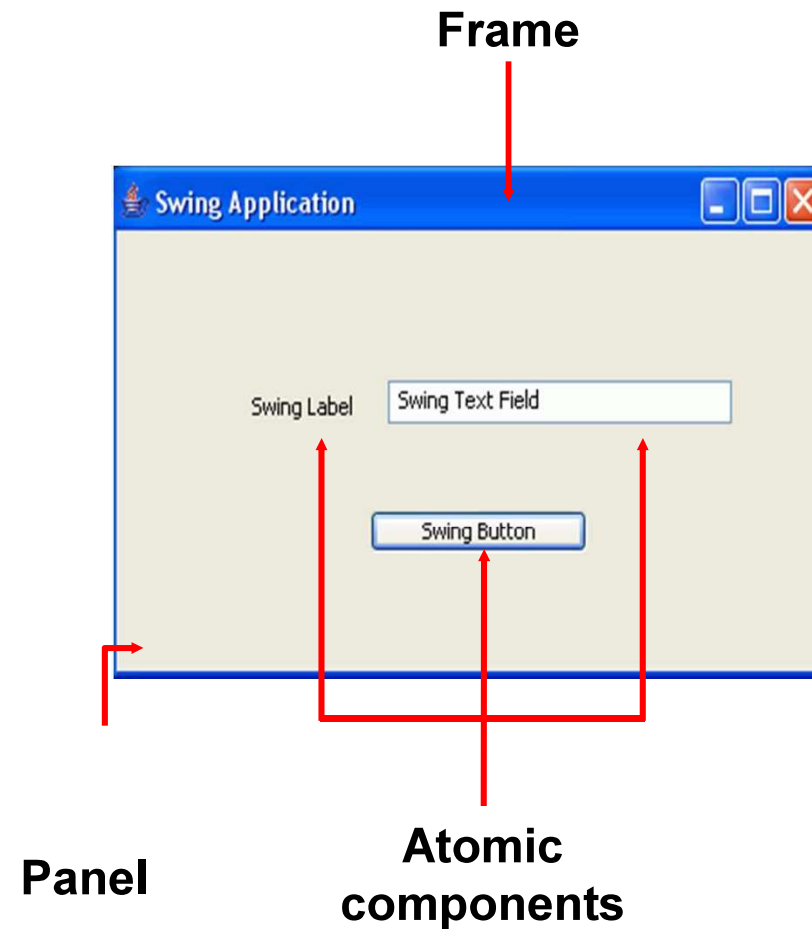 Frame
Swing Application
Swing Label
Swing Text Field
Swing Button
Panel
Atomic
components